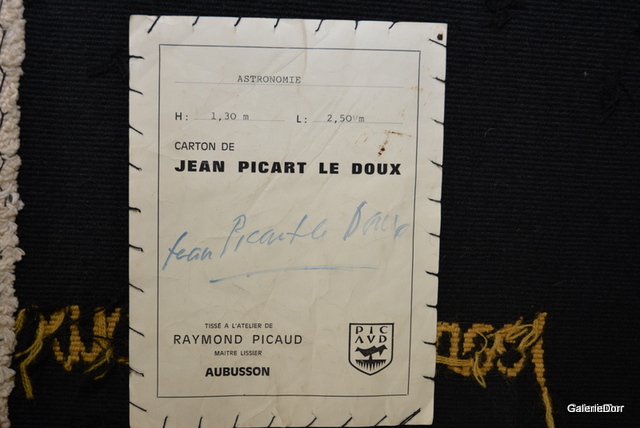 ASTRONOMIE
H: 1,30 m L: 2,50 m
CARTON DE
JEAN PICART LE DOUX
Jean Picart le Doux
TISSÉ A L'ATELIER DE
RAYMOND PICAUD
MAITRE LISSIER
AUBUSSON
PIC
AVD
GalerieDorr